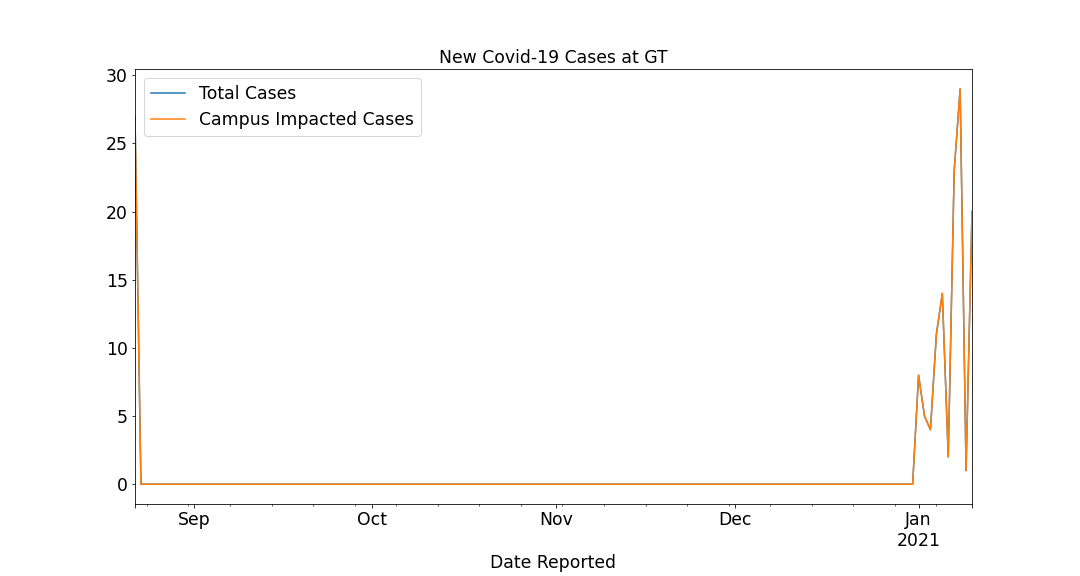 New Covid-19 Cases at GT
30
25
20
15
10
5
0
Total Cases
Campus Impacted Cases
Sep
Oct
Nov
Dec
Jan
2021
Date Reported